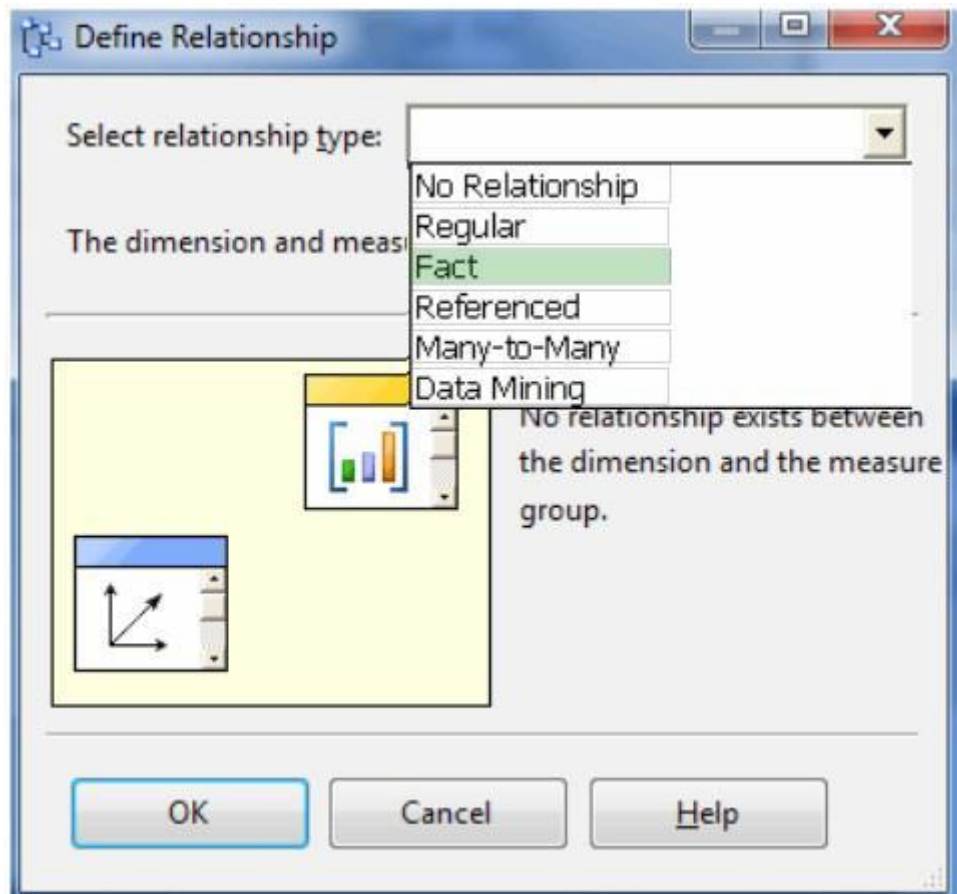 Define Relationship
Select relationship type:
No Relationship
Regular
Fact
Referenced
Many-to-Many
Data Mining
The dimension and
No relationship exists between
the dimension and the measure
group.
OK
Cancel
Help